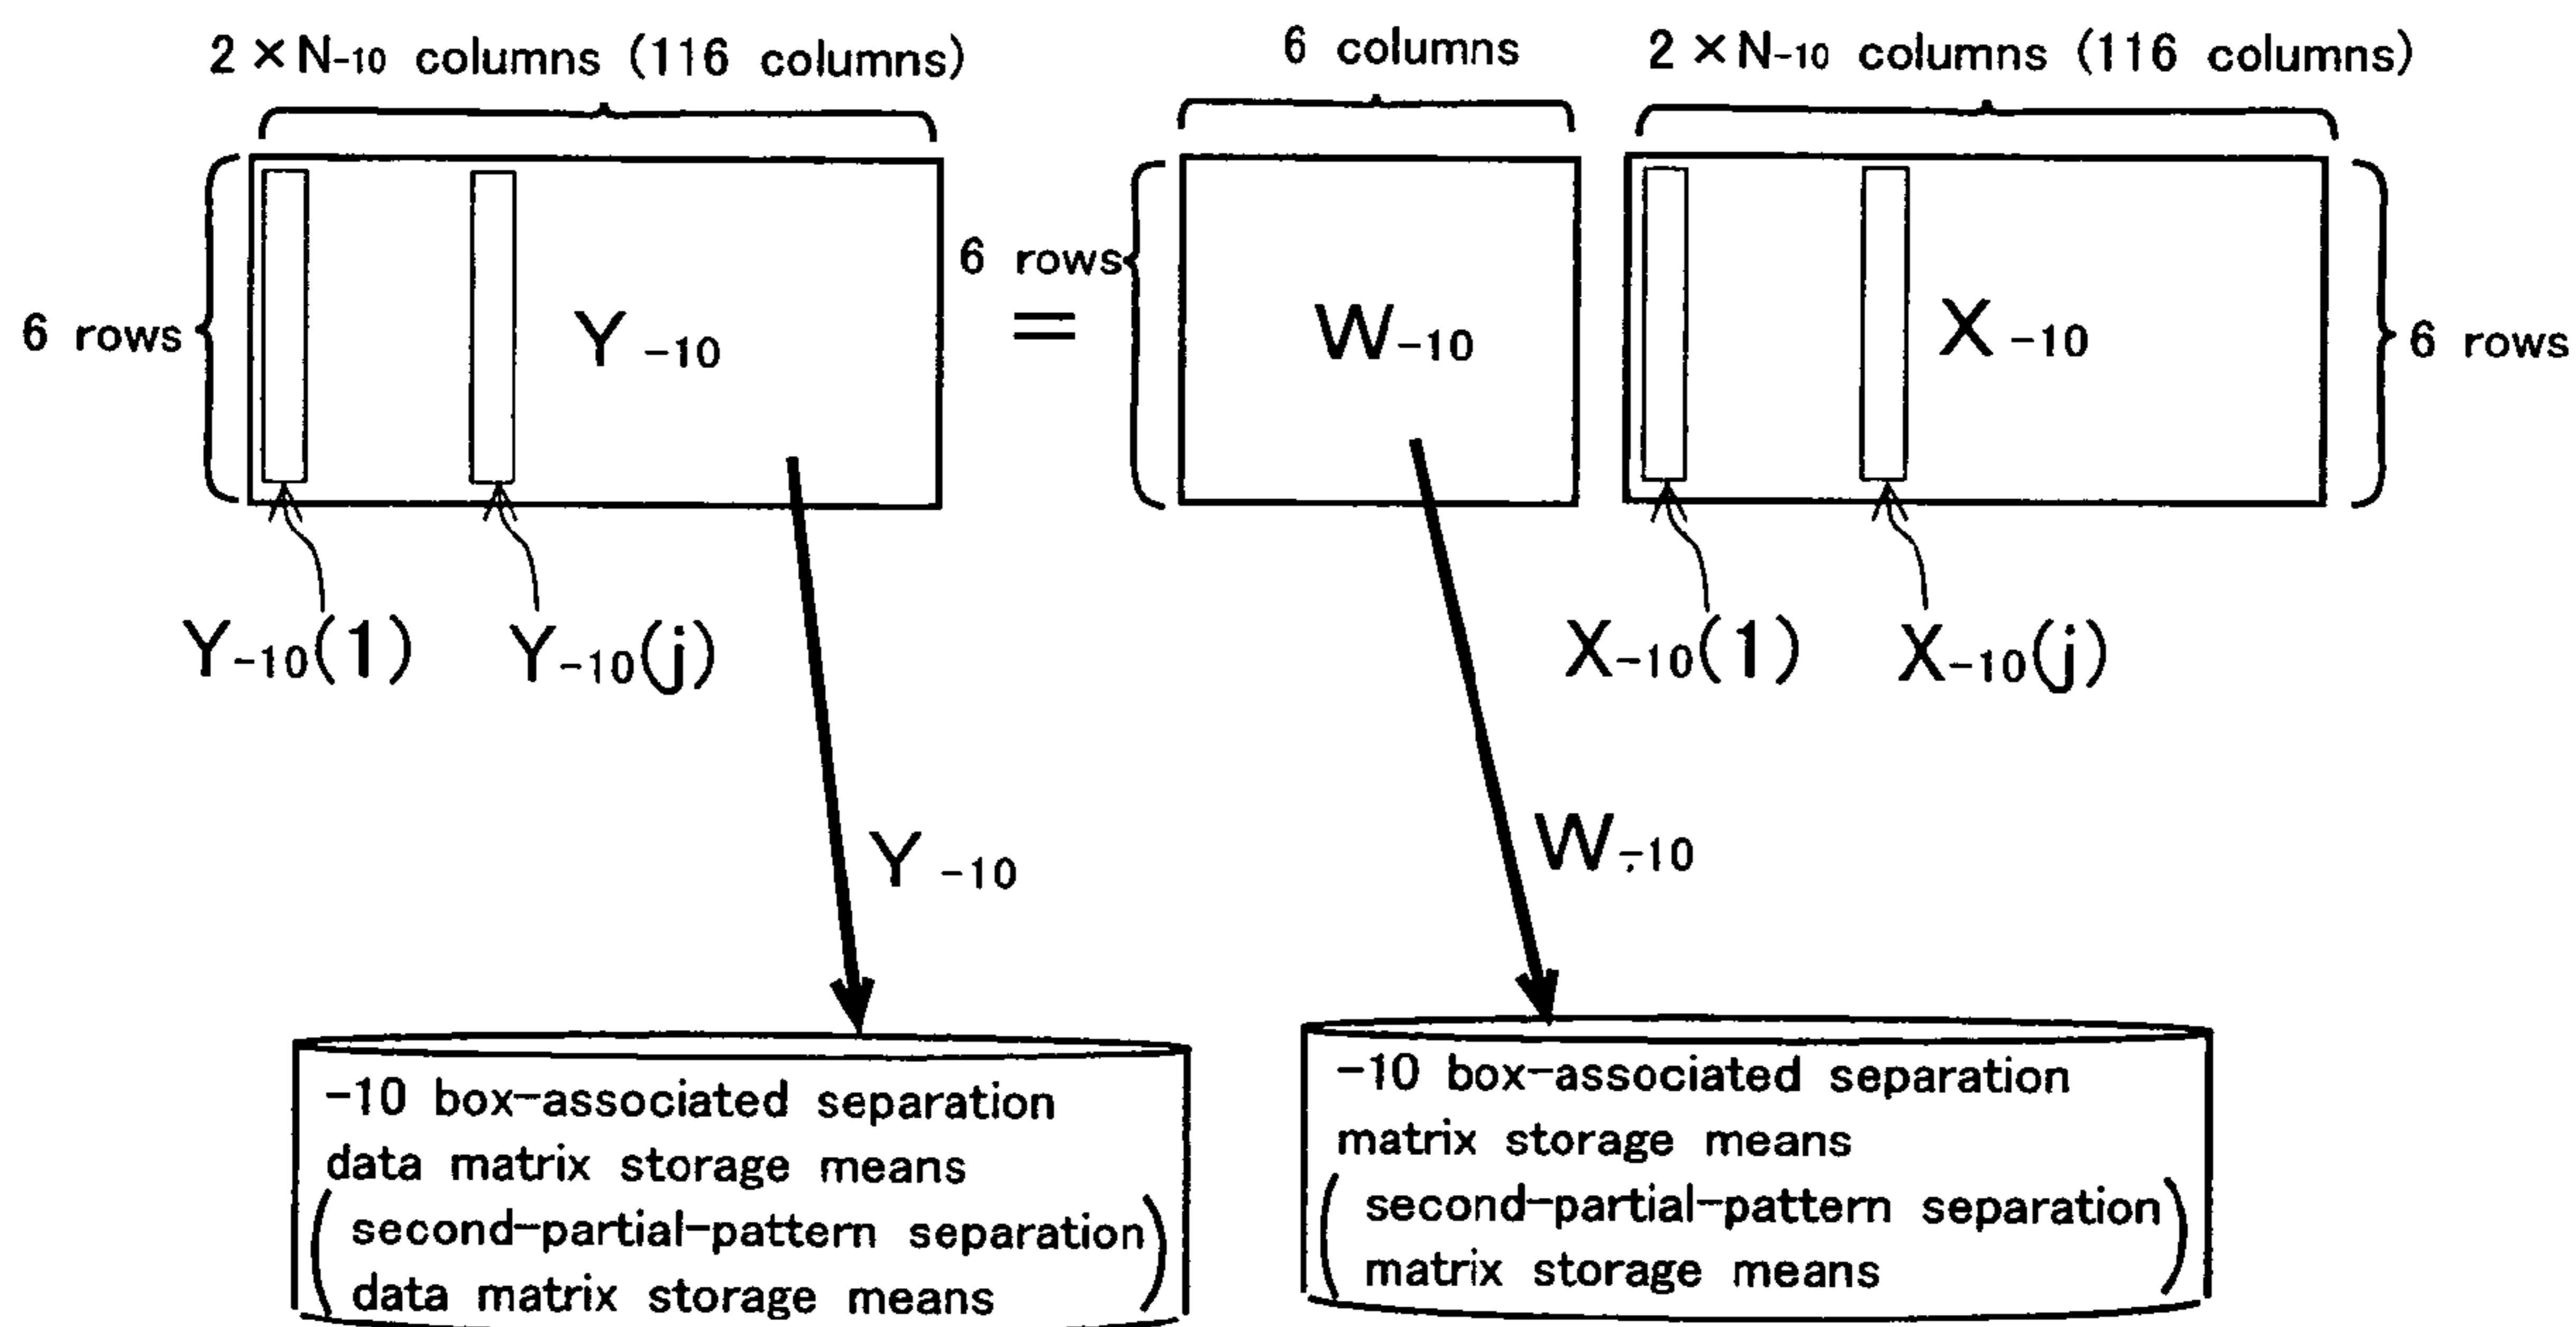 2 ×N-10 columns (116 columns)
6 columns
2 ×N-10 columns (116 columns)
6 rows
Y -10
=
6 rows
W-10
X -10
6 rows
Y-10(1)
Y-10(j)
X-10(1)
X-10(j)
Y -10
W-10
-10 box-associated separation
data matrix storage means
(second-partial-pattern separation
data matrix storage means)
-10 box-associated separation
matrix storage means
(second-partial-pattern separation
matrix storage means)